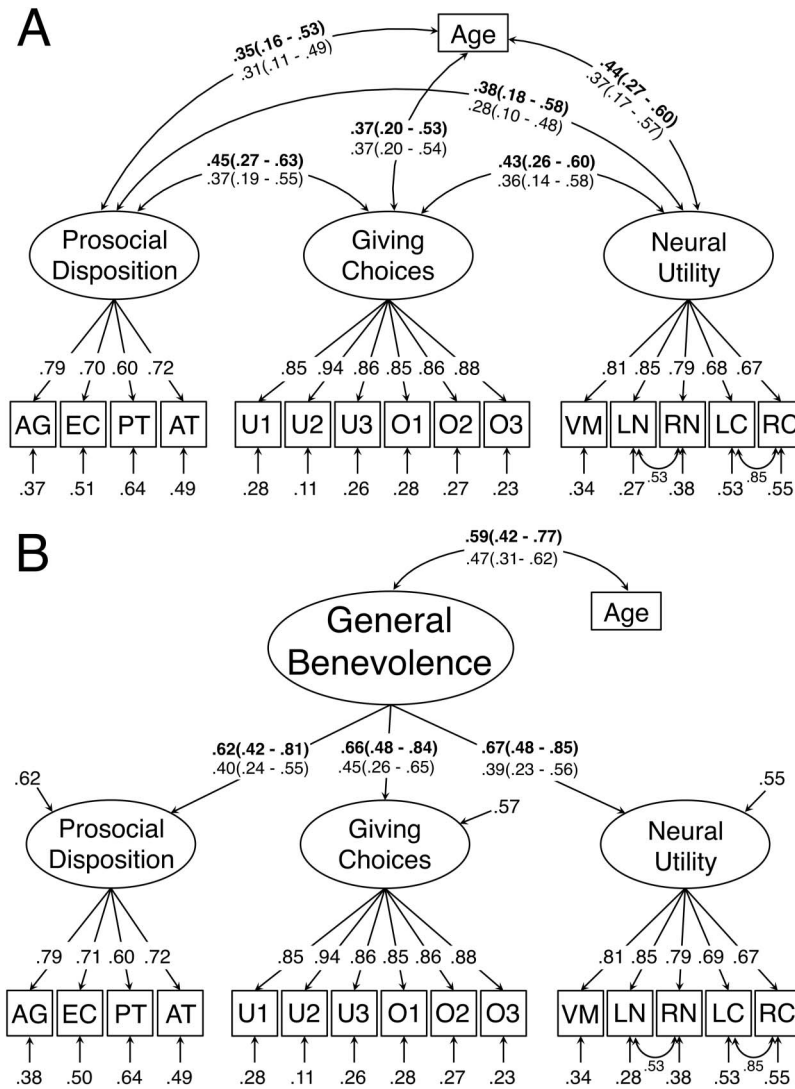 A
Age
.35(.16 - .53)
.31(.11 - .49)
.44(.27 - .60)
.37(.17 - .57)
.38(.18 - .58)
.28(.10 - .48)
.37(.20 - .53)
.37(.20 - .54)
.45(.27 - .63)
.37(.19 - .55)
.43(.26 - .60)
.36(.14 - .58)
Prosocial
Disposition
Giving
Choices
Neural
Utility
.79 .70 .60 .72
.85 .94 .86 .85 .86 .88
.81 .85 .79 .68 .67
AG EC PT AT
U1 U2 U3 O1 O2 O3
VM LN RN LC RC
.37 .51 .64 .49
.28 .11 .26 .28 .27 .23
.34 .27 .53 .38 .53 .85 .55
B
.59(.42 - .77)
.47(.31- .62)
Age
General
Benevolence
.62(.42 - .81)
.40(.24 - .55)
.66(.48 - .84)
.45(.26 - .65)
.67(.48 - .85)
.39(.23 - .56)
.62
.57
.55
Prosocial
Disposition
Giving
Choices
Neural
Utility
.79 .71 .60 .72
.85 .94 .86 .85 .86 .88
.81 .85 .79 .69 .67
AG EC PT AT
U1 U2 U3 O1 O2 O3
VM LN RN LC RC
.38 .50 .64 .49
.28 .11 .26 .28 .27 .23
.34 .28 .53 .38 .53 .85 .55